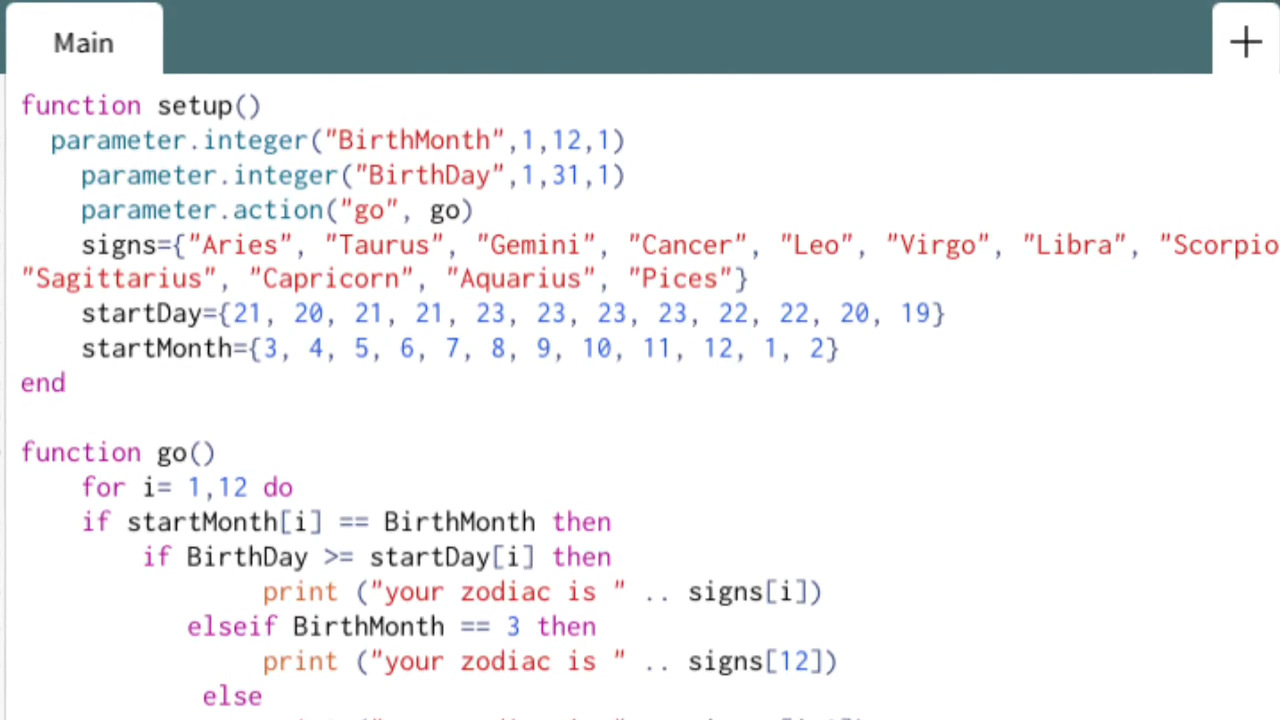 Main
+
function setup()
parameter.integer("BirthMonth",1,12,1)
parameter.integer("BirthDay",1,31,1)
parameter.action("go", go)
signs={"Aries", "Taurus", "Gemini", "Cancer", "Leo", "Virgo", "Libra", "Scorpio
"Sagittarius", "Capricorn", "Aquarius", "Pices"}
startDay={21, 20, 21, 21, 23, 23, 23, 23, 22, 22, 20, 19}
startMonth={3, 4, 5, 6, 7, 8, 9, 10, 11, 12, 1, 2}
end
function go()
for i= 1,12 do
if startMonth[i] == BirthMonth then
if BirthDay >= startDay[i] then
print ("your zodiac is " .. signs[i])
elseif BirthMonth == 3 then
print ("your zodiac is " .. signs[12])
else